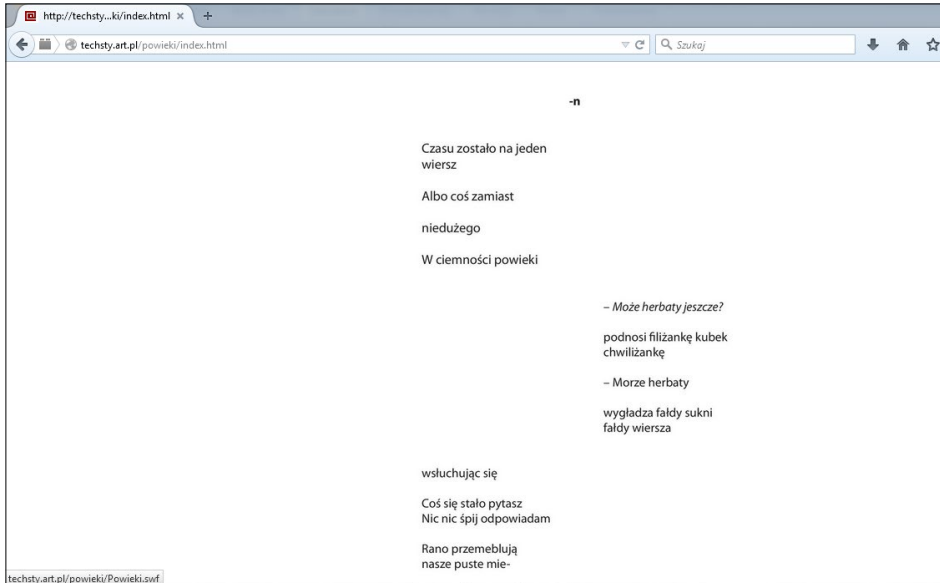 http://techsty...ki/index.html × +
techsty.art.pl/powieki/index.html
Szukaj
-n
Czasu zostało na jeden
wiersz
Albo coś zamiast
niedużego
W ciemności powieki
– Może herbaty jeszcze?
podnosi filiżankę kubek
chwiliżankę
– Morze herbaty
wygładza fałdy sukni
fałdy wiersza
wsłuchując się
Coś się stało pytasz
Nic nic śpij odpowiadam
Rano przemeblują
nasze puste mie-
techsty.art.pl/powieki/Powieki.swf